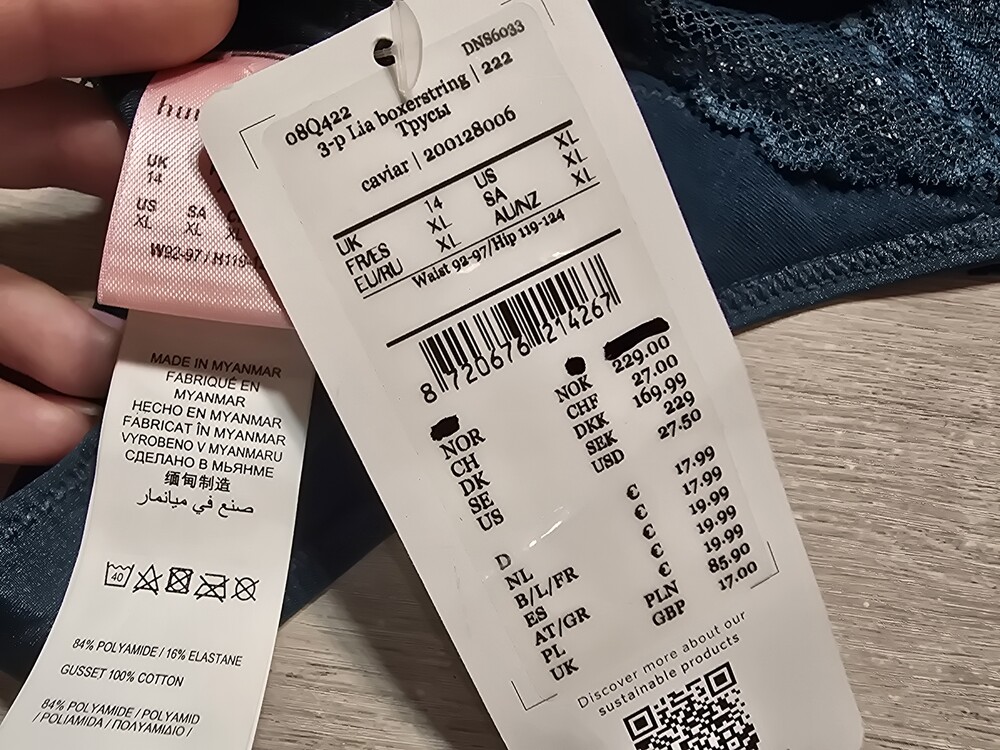 hun
UK
14
US SA
XL XL XL
W92-97 / H119-1
MADE IN MYANMAR
FABRIQUÉ EN
MYANMAR
HECHO EN MYANMAR
FABRICAT ÎN MYANMAR
VYROBENO V MYANMARU
СДЕЛАНО В МЬЯНМЕ
缅甸制造
صنع في ميانمار
40
84% POLYAMIDE / 16% ELASTANE
GUSSET 100% COTTON
84% POLYAMIDE / POLYAMID
/ POLIAMIDA / ПОЛУАМІΔІО /
DNS6033
08Q422
3-p Lia boxerstring | 222
Трусы
caviar | 200128006
UK 14 US XL
FR/ES XL SA XL
EU/RU XL AU/NZ XL
Waist 92-97/Hip 119-124
8 720676 214267
NOR NOK 229.00
CH CHF 27.00
DK DKK 169.99
SE SEK 229
US USD 27.50
D € 17.99
NL € 17.99
B/L/FR € 19.99
ES € 19.99
AT/GR € 19.99
PL PLN 85.90
UK GBP 17.00
Discover more about our
sustainable products